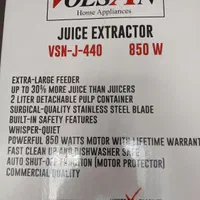 VOLSAIN
Home Appliances
JUICE EXTRACTOR
VSN-J-440 850 W
EXTRA-LARGE FEEDER
UP TO 30% MORE JUICE THAN JUICERS
2 LITER DETACHABLE PULP CONTAINER
SURGICAL-QUALITY STAINLESS STEEL BLADE
BUILT-IN SAFETY FEATURES
WHISPER-QUIET
POWERFUL 850 WATTS MOTOR WITH LIFETIME WARRANT
FAST CLEAN UP AND DISHWASHER SAFE
AUTO SHUT-OFF FUNCTION (MOTOR PROTECTOR)
COMMERCIAL QUALITY